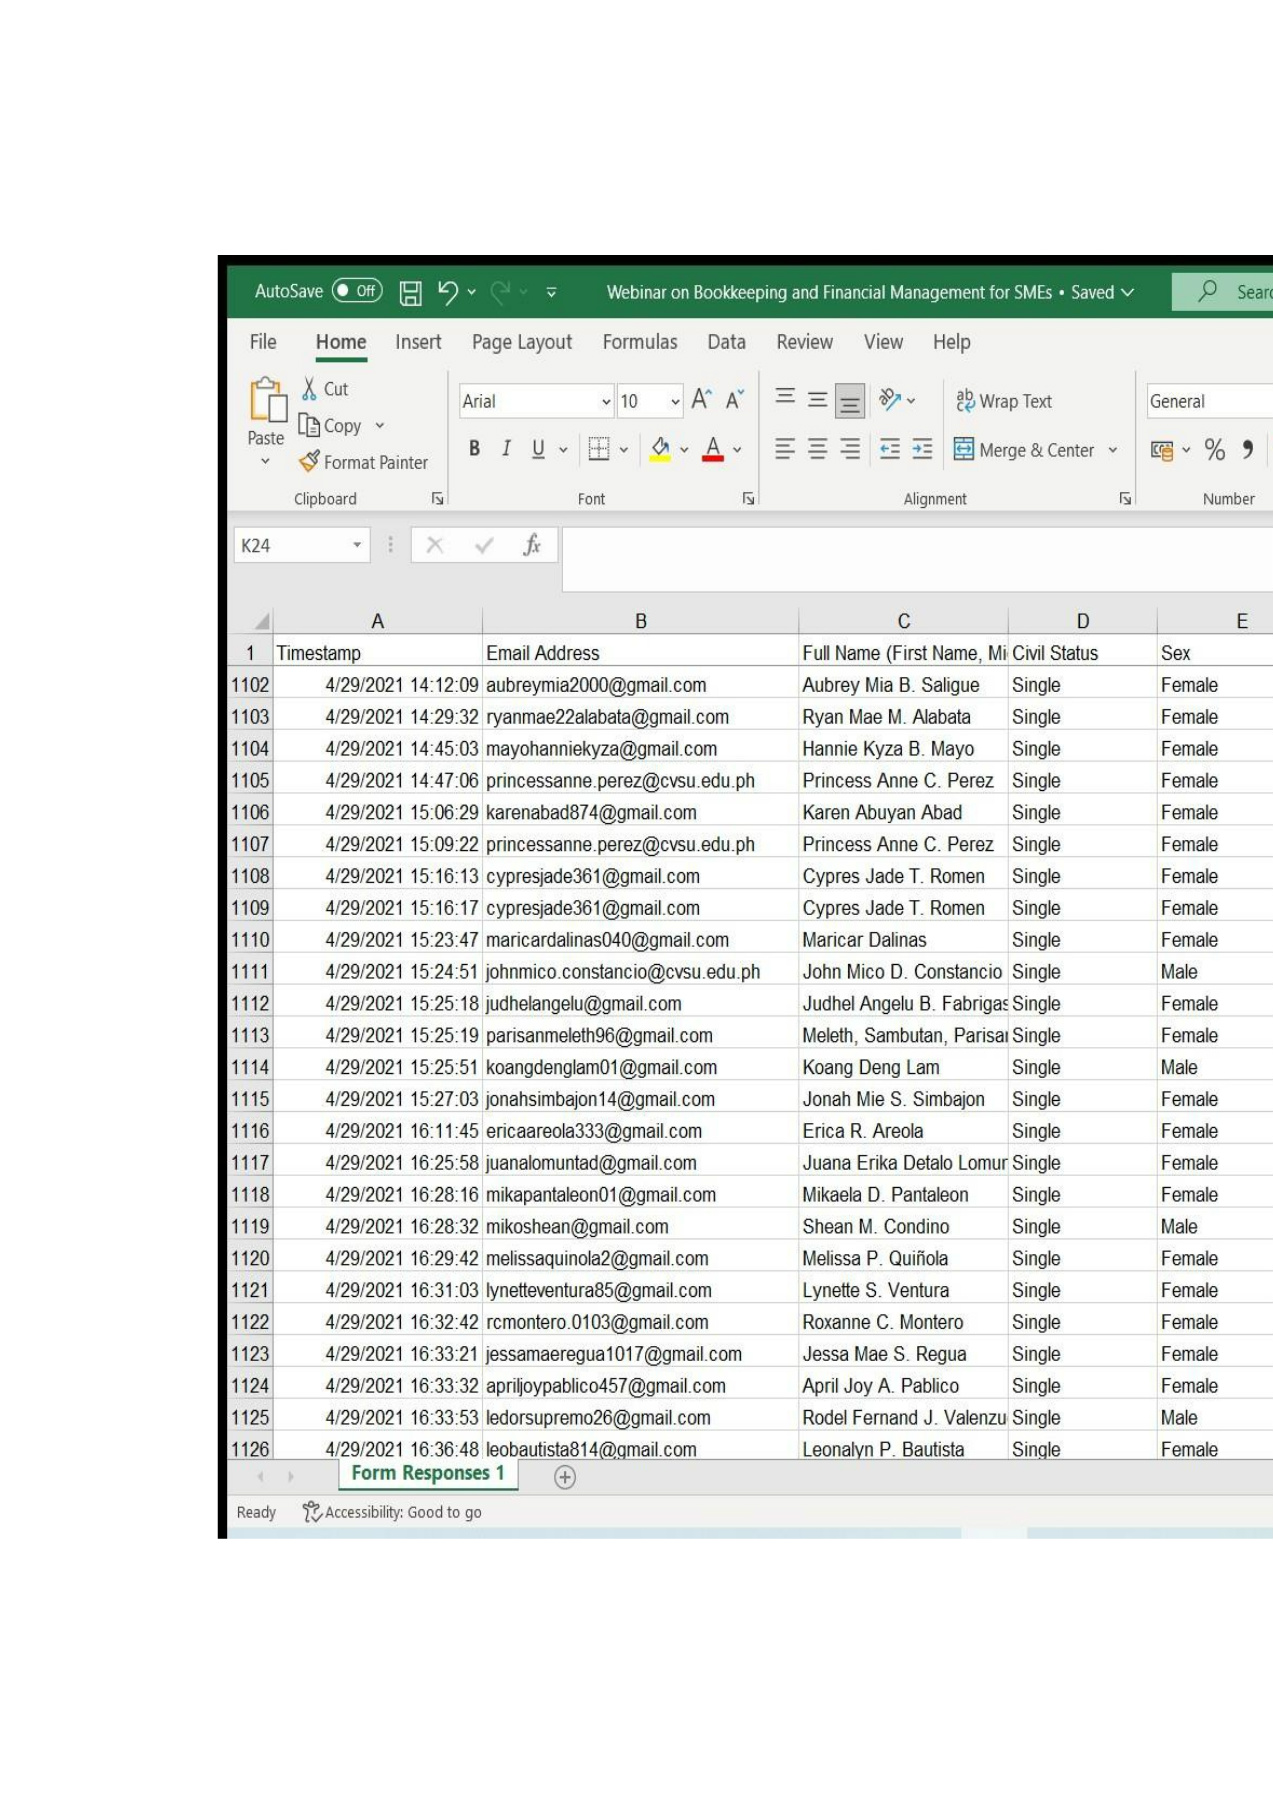 AutoSave Off Webinar on Bookkeeping and Financial Management for SMEs • Saved
File Home Insert Page Layout Formulas Data Review View Help
Cut
Arial 10 Wrap Text General
Copy
Paste
Format Painter Merge & Center
Clipboard Font Alignment Number
K24 fx
A B C D E
1 Timestamp Email Address Full Name (First Name, Civil Status Sex
1102 4/29/2021 14:12:09 aubreymia2000@gmail.com Aubrey Mia B. Saligue Single Female
1103 4/29/2021 14:29:32 ryanmae22alabata@gmail.com Ryan Mae M. Alabata Single Female
1104 4/29/2021 14:45:03 mayohanniekyza@gmail.com Hannie Kyza B. Mayo Single Female
1105 4/29/2021 14:47:06 princessanne.perez@cvsu.edu.ph Princess Anne C. Perez Single Female
1106 4/29/2021 15:06:29 karenabad874@gmail.com Karen Abuyan Abad Single Female
1107 4/29/2021 15:09:22 princessanne.perez@cvsu.edu.ph Princess Anne C. Perez Single Female
1108 4/29/2021 15:16:13 cypresjade361@gmail.com Cypres Jade T. Romen Single Female
1109 4/29/2021 15:16:17 cypresjade361@gmail.com Cypres Jade T. Romen Single Female
1110 4/29/2021 15:23:47 maricardalinas040@gmail.com Maricar Dalinas Single Female
1111 4/29/2021 15:24:51 johnmico.constancio@cvsu.edu.ph John Mico D. Constancio Single Male
1112 4/29/2021 15:25:18 judhelangelu@gmail.com Judhel Angelu B. Fabrigas Single Female
1113 4/29/2021 15:25:19 parisanmeleth96@gmail.com Meleth, Sambutan, Single Female
1114 4/29/2021 15:25:51 koangdenglam01@gmail.com Koang Deng Lam Single Male
1115 4/29/2021 15:27:03 jonahsimbajon14@gmail.com Jonah Mie S. Simbajon Single Female
1116 4/29/2021 16:11:45 ericaareola333@gmail.com Erica R. Areola Single Female
1117 4/29/2021 16:25:58 juanalomuntad@gmail.com Juana Erika Detalo Single Female
1118 4/29/2021 16:28:16 mikapantaleon01@gmail.com Mikaela D. Pantaleon Single Female
1119 4/29/2021 16:28:32 mikoshean@gmail.com Shean M. Condino Single Male
1120 4/29/2021 16:29:42 melissaquinola2@gmail.com Melissa P. Quiñola Single Female
1121 4/29/2021 16:31:03 lynetteventura85@gmail.com Lynette S. Ventura Single Female
1122 4/29/2021 16:32:42 rcmontero.0103@gmail.com Roxanne C. Montero Single Female
1123 4/29/2021 16:33:21 jessamaeregua1017@gmail.com Jessa Mae S. Regua Single Female
1124 4/29/2021 16:33:32 apriljoypablico457@gmail.com April Joy A. Pablico Single Female
1125 4/29/2021 16:33:53 ledorsupremo26@gmail.com Rodel Fernand J. Single Male
1126 4/29/2021 16:36:48 leobautista814@gmail.com Leonalyn P. Bautista Single Female
Form Responses 1
Ready Accessibility: Good to go